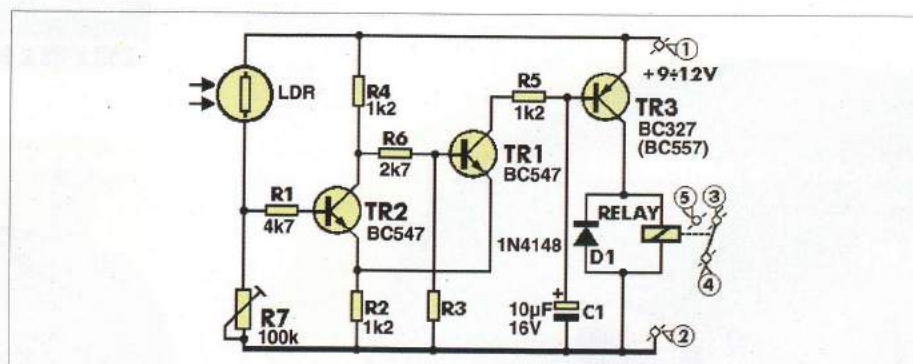 LDR
R4
1k2
R5
1k2
1
+9÷12V
TR3
BC327
(BC557)
R6
2k7
TR1
BC547
R1
4k7
TR2
BC547
5
3
RELAY
1N4148
D1
4
R7
100k
R2
1k2
R3
+
10µF
16V
C1
2